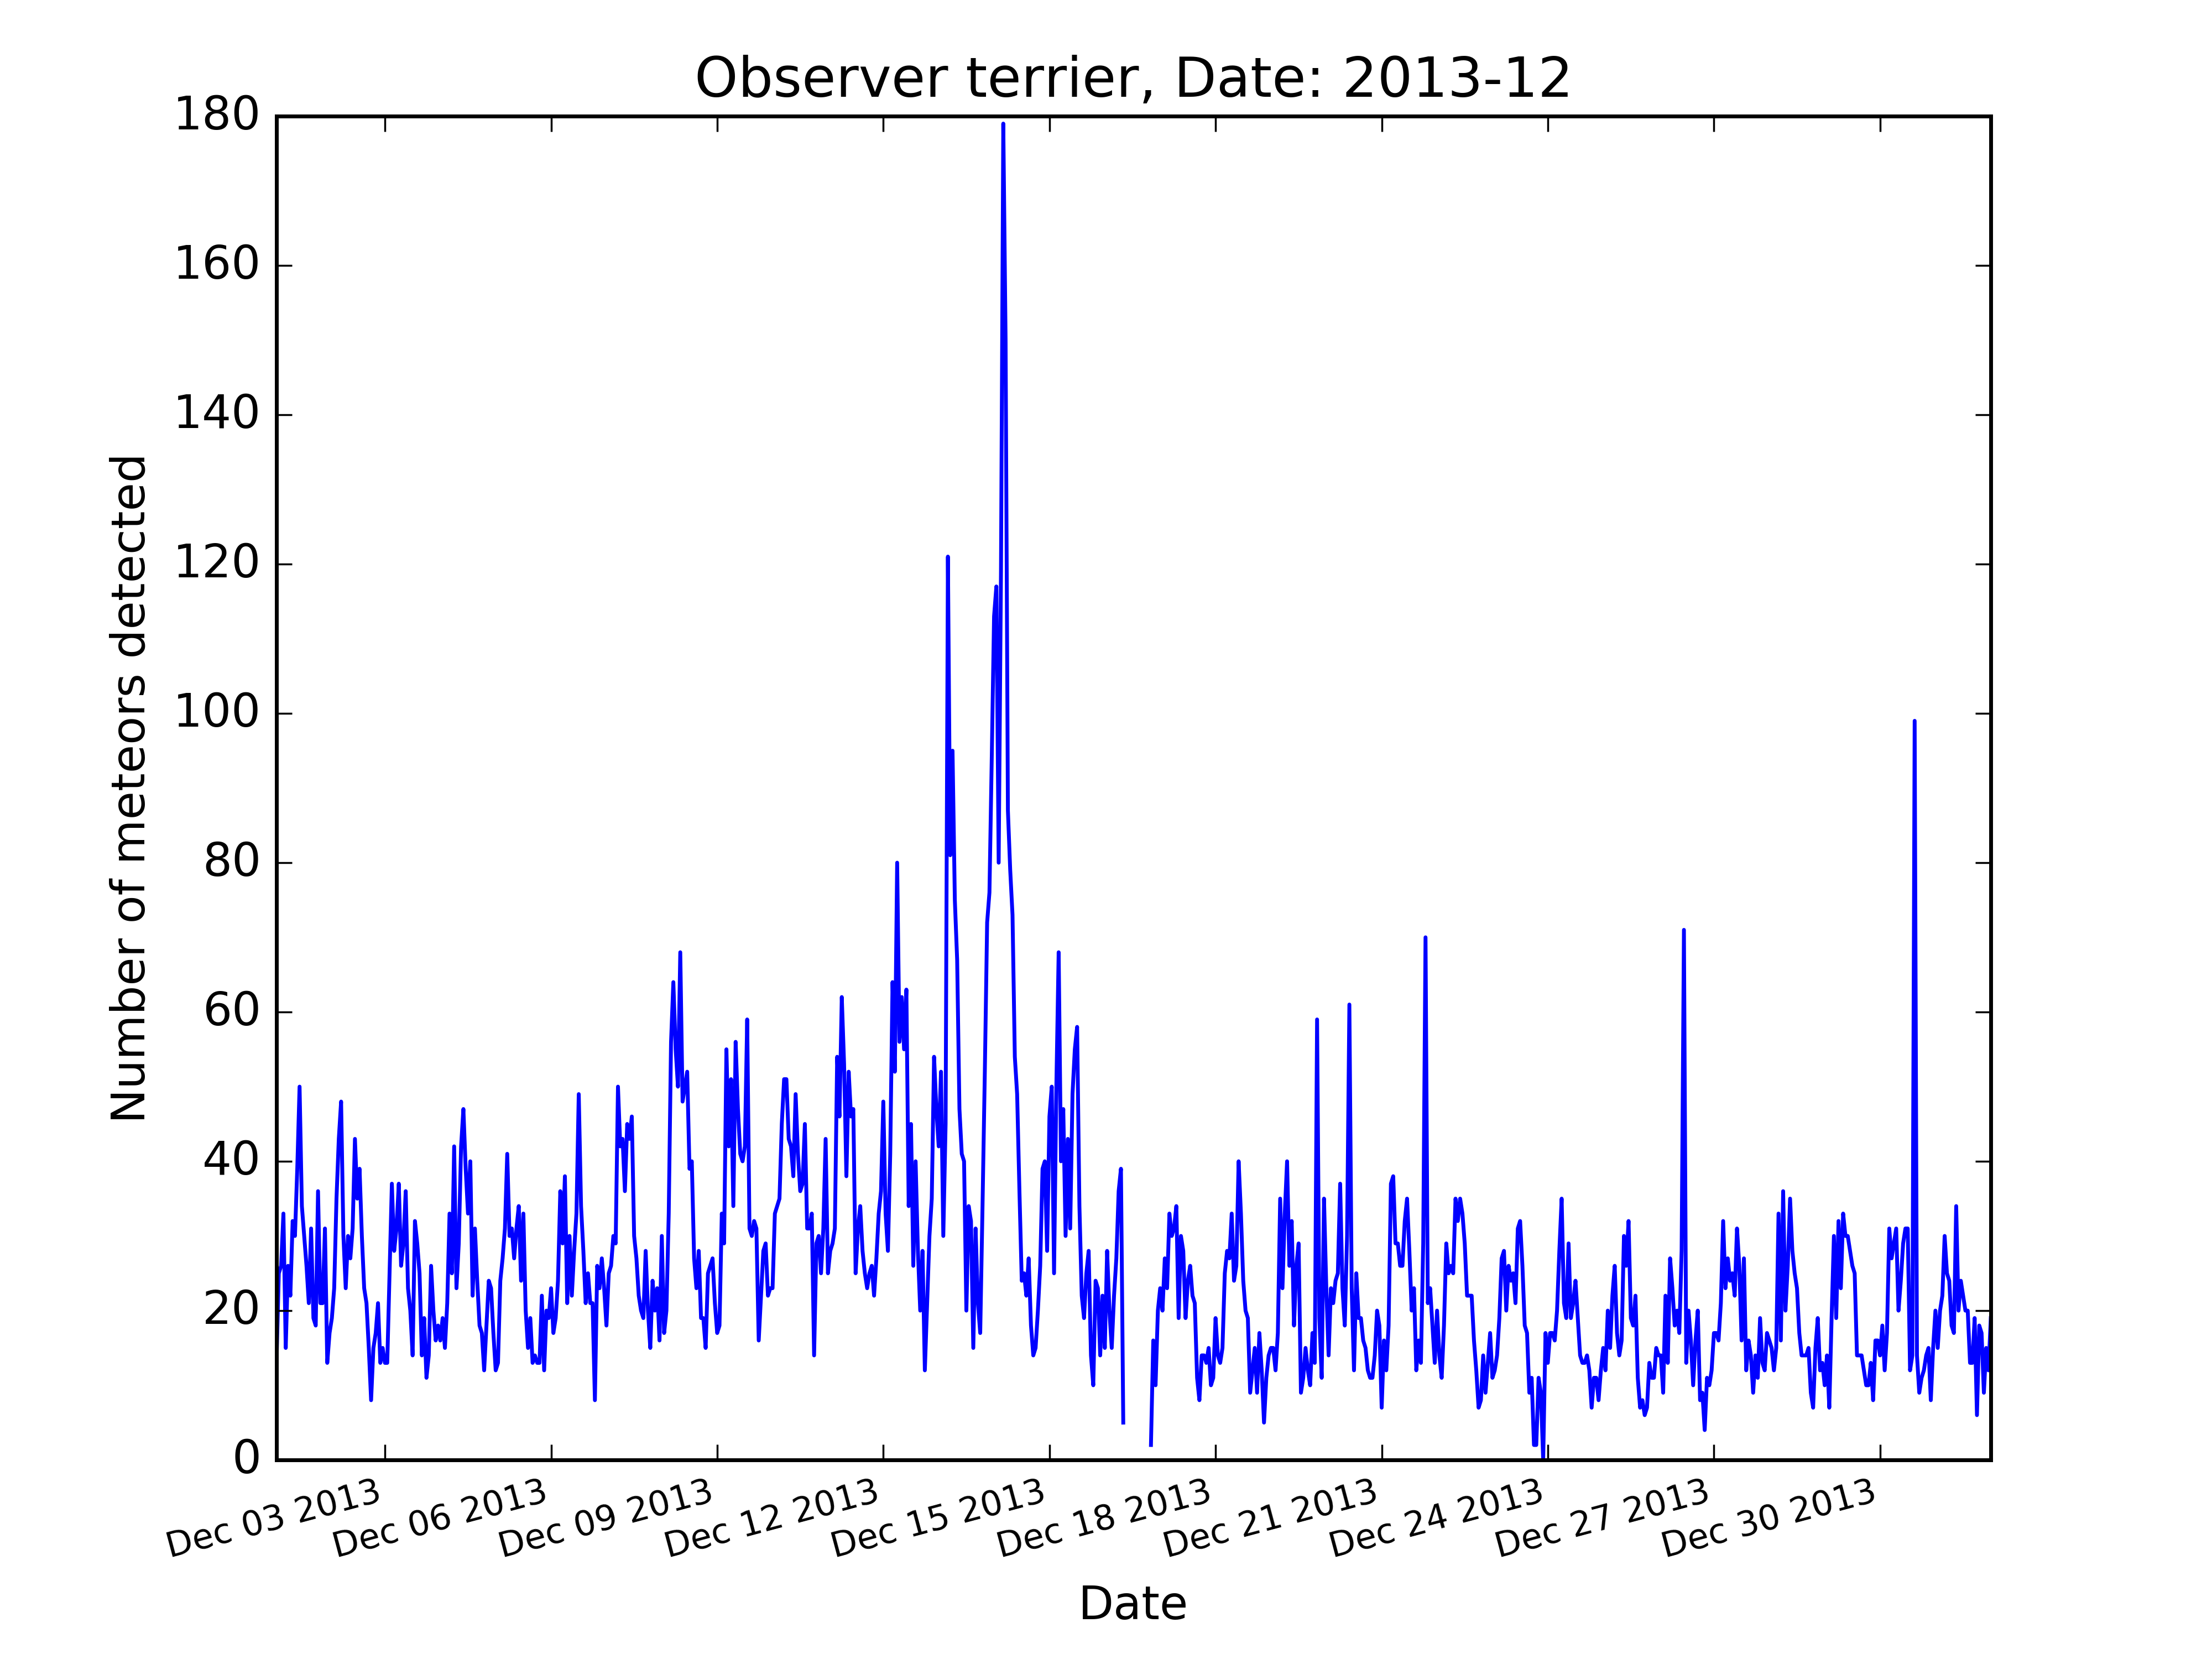 Observer terrier, Date: 2013-12
180
160
140
120
100
80
60
40
20
0
Number of meteors detected
Dec 03 2013
Dec 06 2013
Dec 09 2013
Dec 12 2013
Dec 15 2013
Dec 18 2013
Dec 21 2013
Dec 24 2013
Dec 27 2013
Dec 30 2013
Date